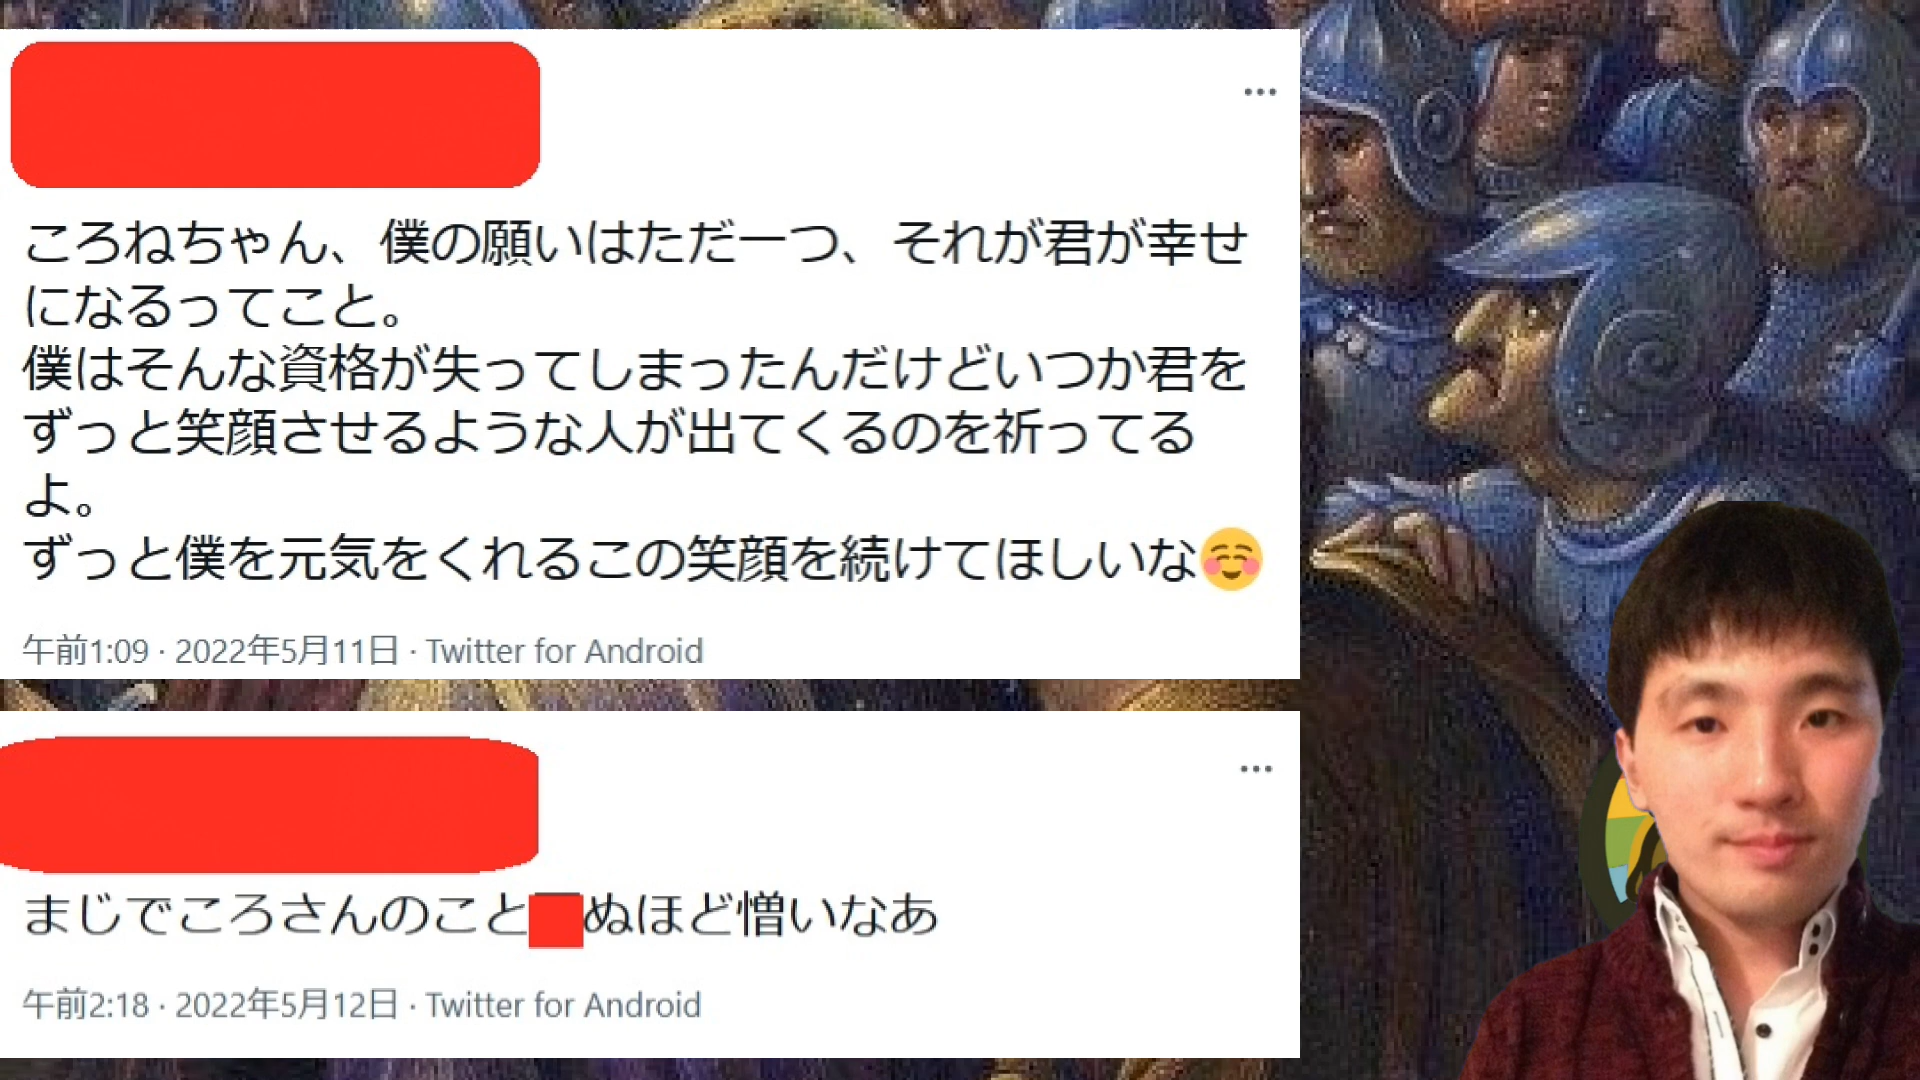 ころねちゃん、僕の願いはただ一つ、それが君が幸せ
になるってこと。
僕はそんな資格が失ってしまったんだけどいつか君を
ずっと笑顔させるような人が出てくるのを祈ってる
よ。
ずっと僕を元気をくれるこの笑顔を続けてほしいな☺️
午前1:09 · 2022年5月11日 · Twitter for Android
まじでころさんのこと ぬほど憎いなあ
午前2:18 · 2022年5月12日 · Twitter for Android